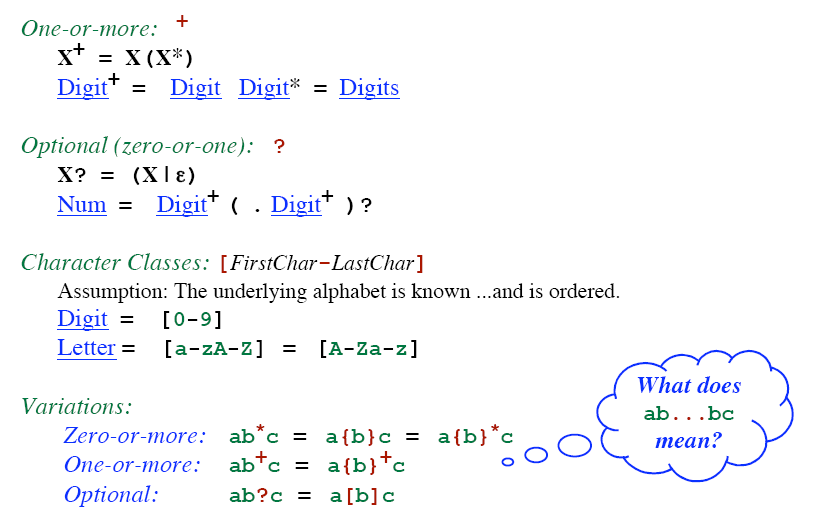 One-or-more: +
X⁺ = X(X*)
Digit⁺ = Digit Digit* = Digits
Optional (zero-or-one): ?
X? = (X|ε)
Num = Digit⁺ ( . Digit⁺ )?
Character Classes: [FirstChar-LastChar]
Assumption: The underlying alphabet is known ...and is ordered.
Digit = [0-9]
Letter = [a-zA-Z] = [A-Za-z]
Variations:
Zero-or-more: ab*c = a{b}c = a{b}*c
One-or-more: ab⁺c = a{b}⁺c
Optional: ab?c = a[b]c
What does
ab...bc
mean?